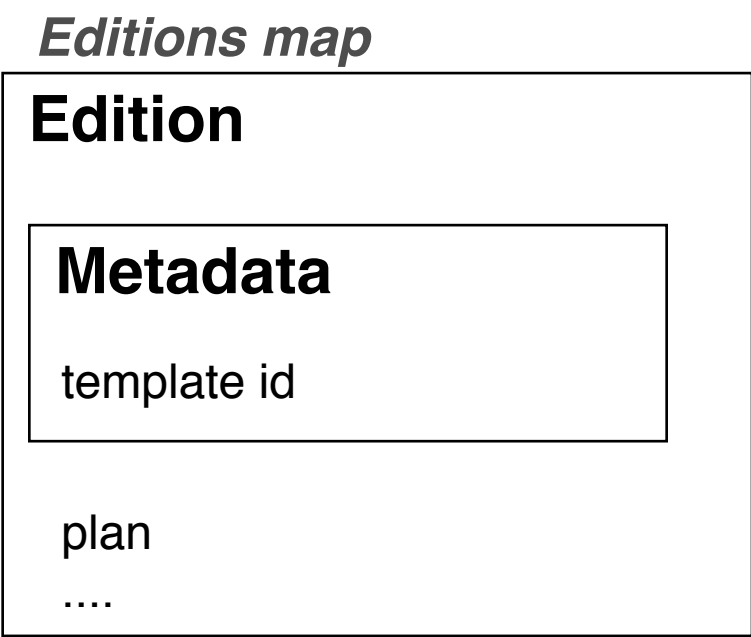 Editions map
Edition
Metadata
template id
plan
....